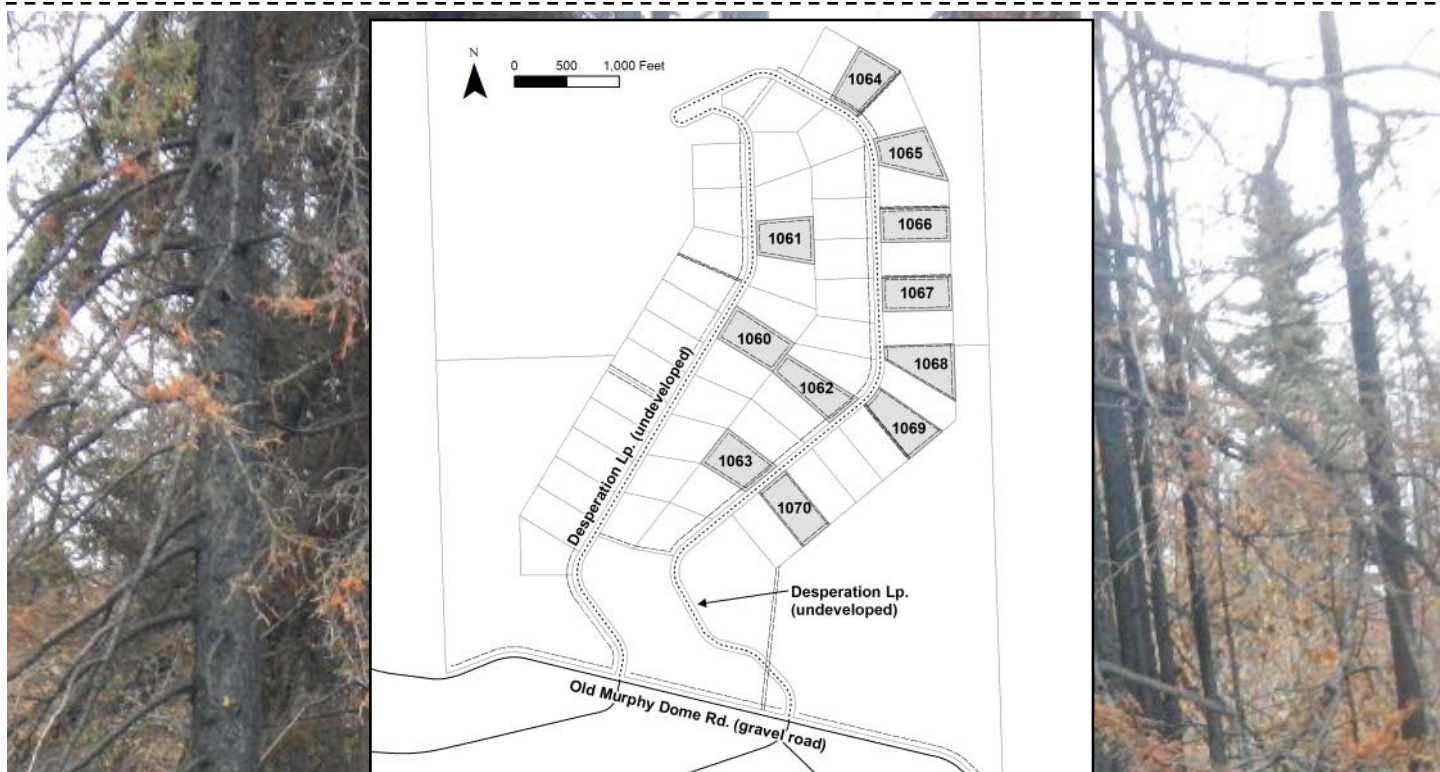 N
0 500 1,000 Feet
1064
1065
1061
1066
1067
1060
1068
1062
1069
1063
1070
Desperation Lp. (undeveloped)
Desperation Lp.
(undeveloped)
Old Murphy Dome Rd. (gravel road)